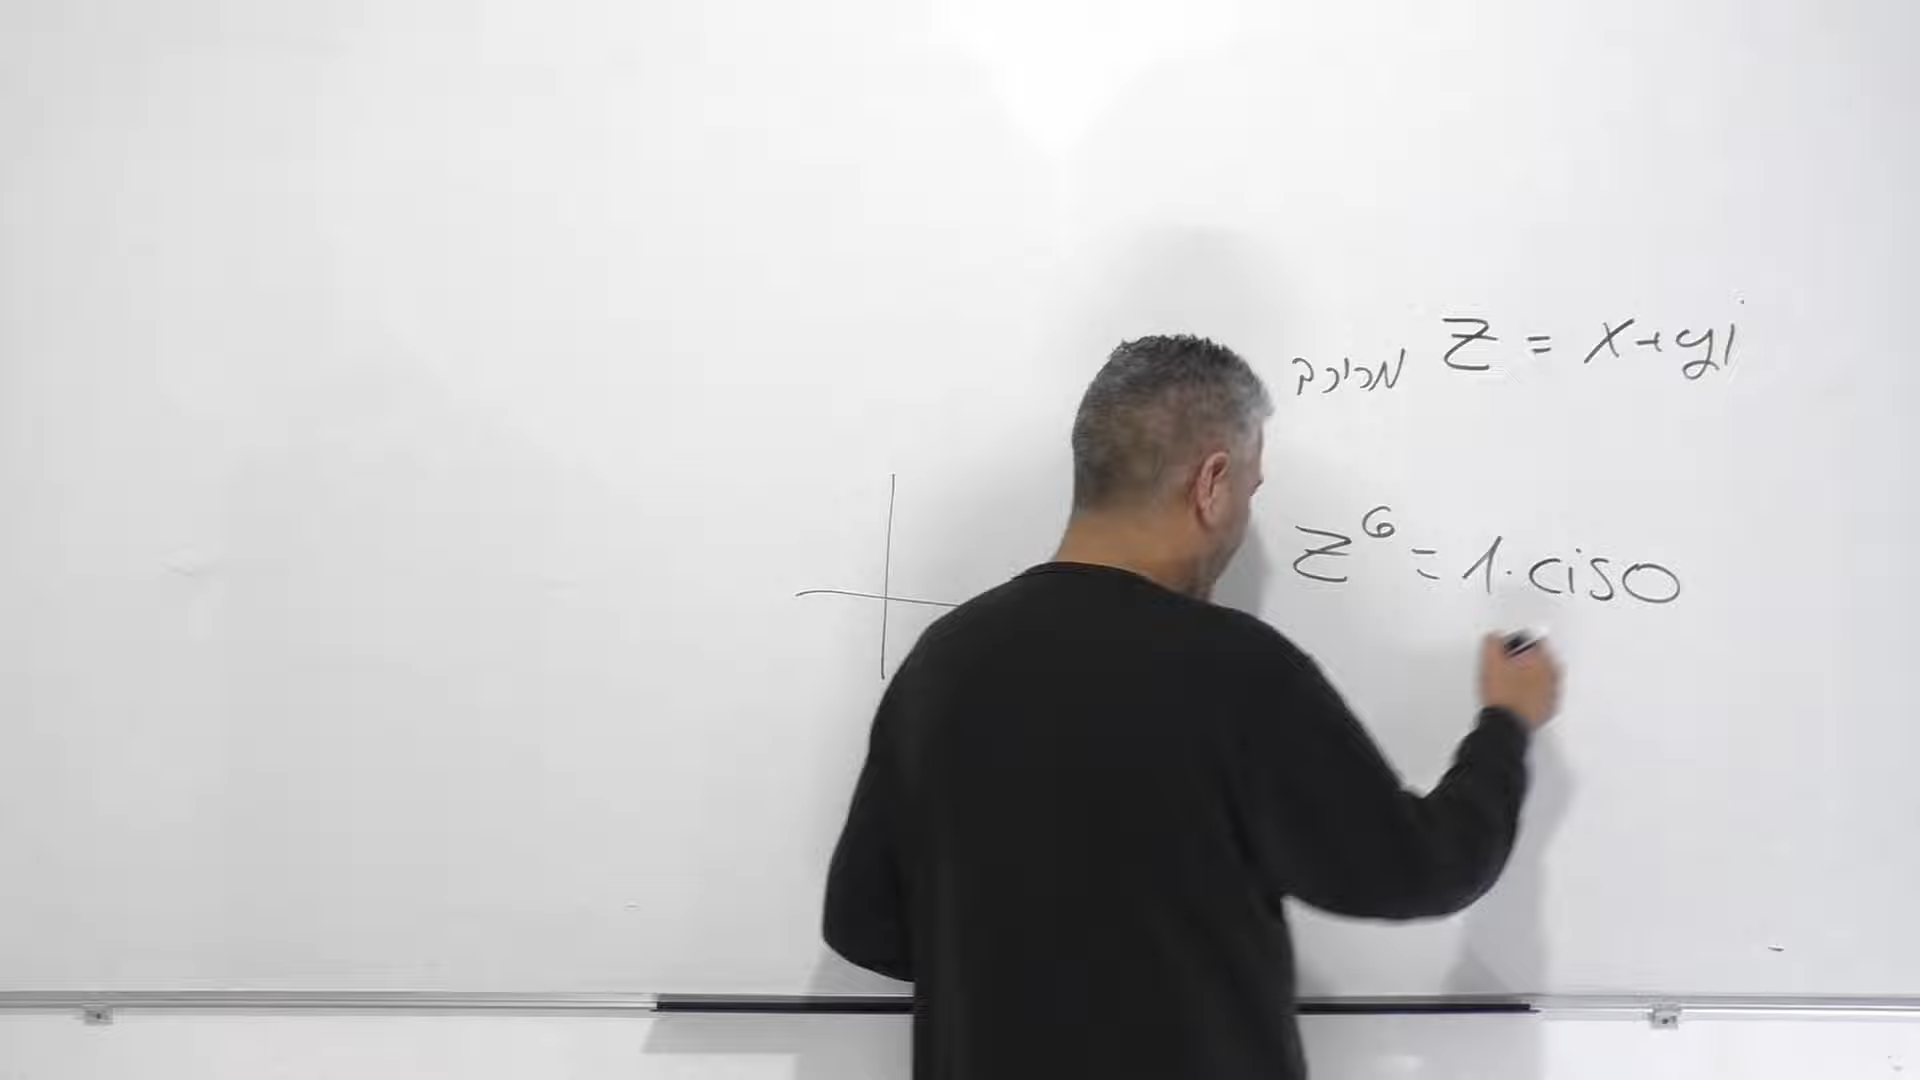 מרוכב z = x+yi
z⁶ = 1·cis0